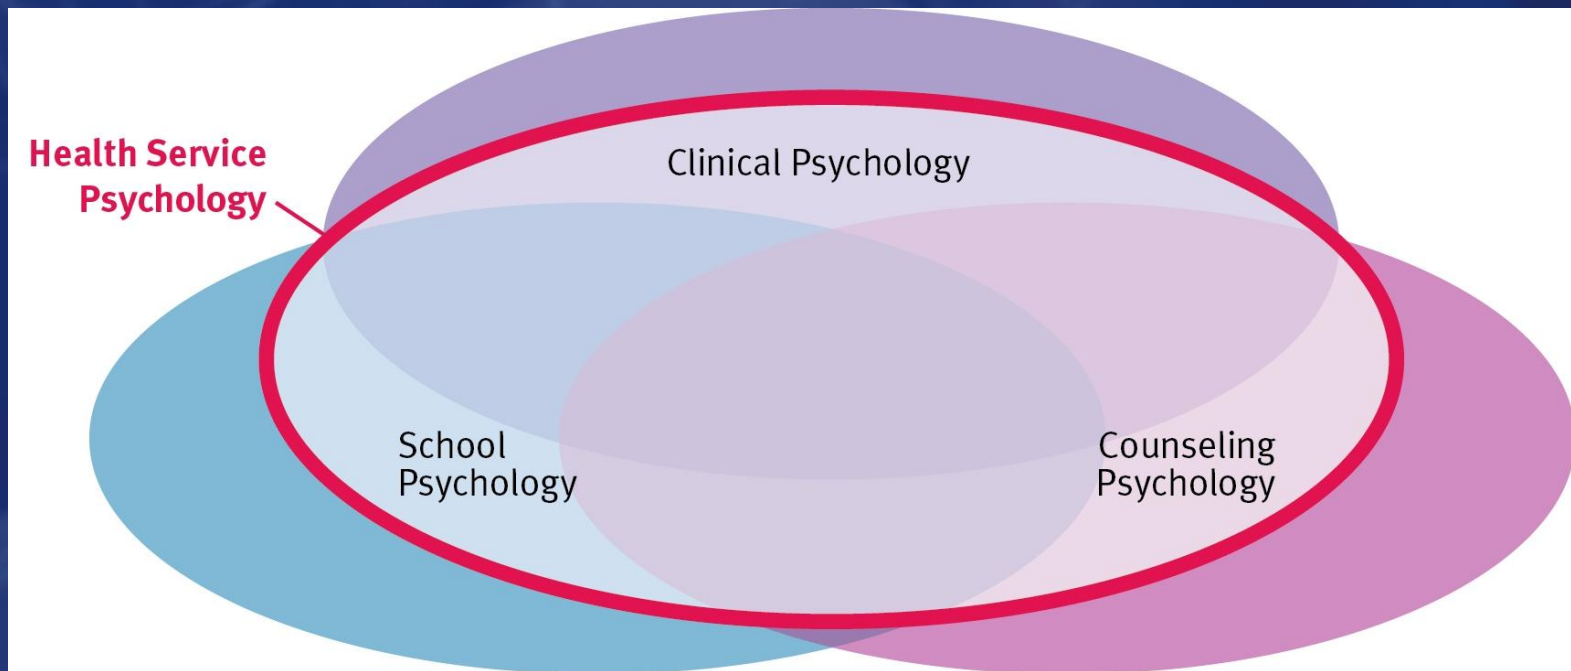 Health Service
Psychology
Clinical Psychology
School
Psychology
Counseling
Psychology